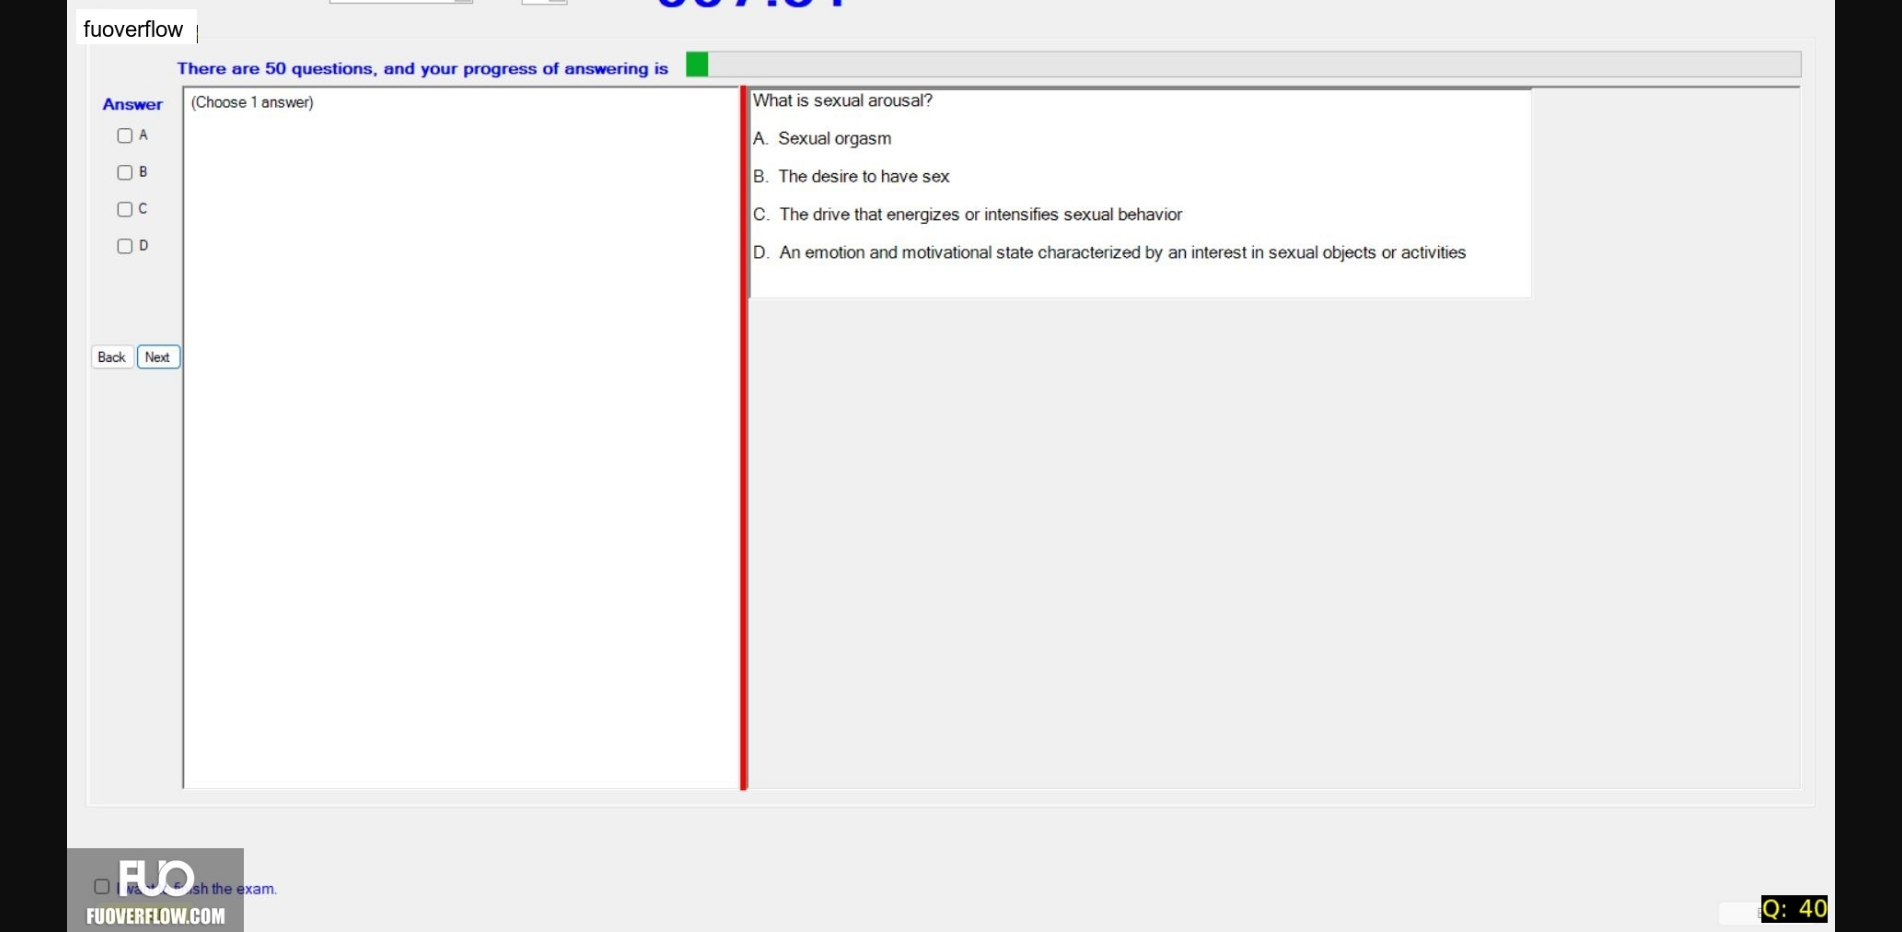 fuoverflow
There are 50 questions, and your progress of answering is
Answer
(Choose 1 answer)
A
B
C
D
Back Next
What is sexual arousal?
A. Sexual orgasm
B. The desire to have sex
C. The drive that energizes or intensifies sexual behavior
D. An emotion and motivational state characterized by an interest in sexual objects or activities
FUO
the exam.
FUOVERFLOW.COM
Q: 40